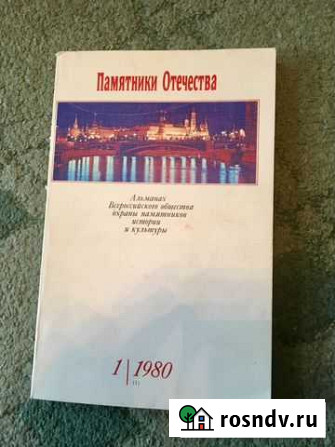 Памятники Отечества
Альманах
Всероссийского общества
охраны памятников
истории
и культуры
1 | 1980
(1)
rosndv.ru